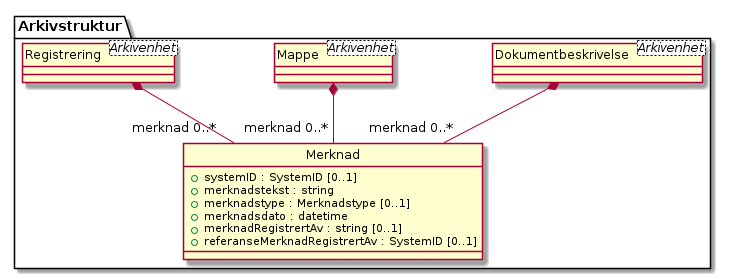 Arkivstruktur
Registrering Arkivenhet
Mappe Arkivenhet
Dokumentbeskrivelse Arkivenhet
merknad 0..* merknad 0..* merknad 0..*
Merknad
systemID : SystemID [0..1]
merknadstekst : string
merknadstype : Merknadstype [0..1]
merknadsdato : datetime
merknadRegistrertAv : string [0..1]
referanseMerknadRegistrertAv : SystemID [0..1]